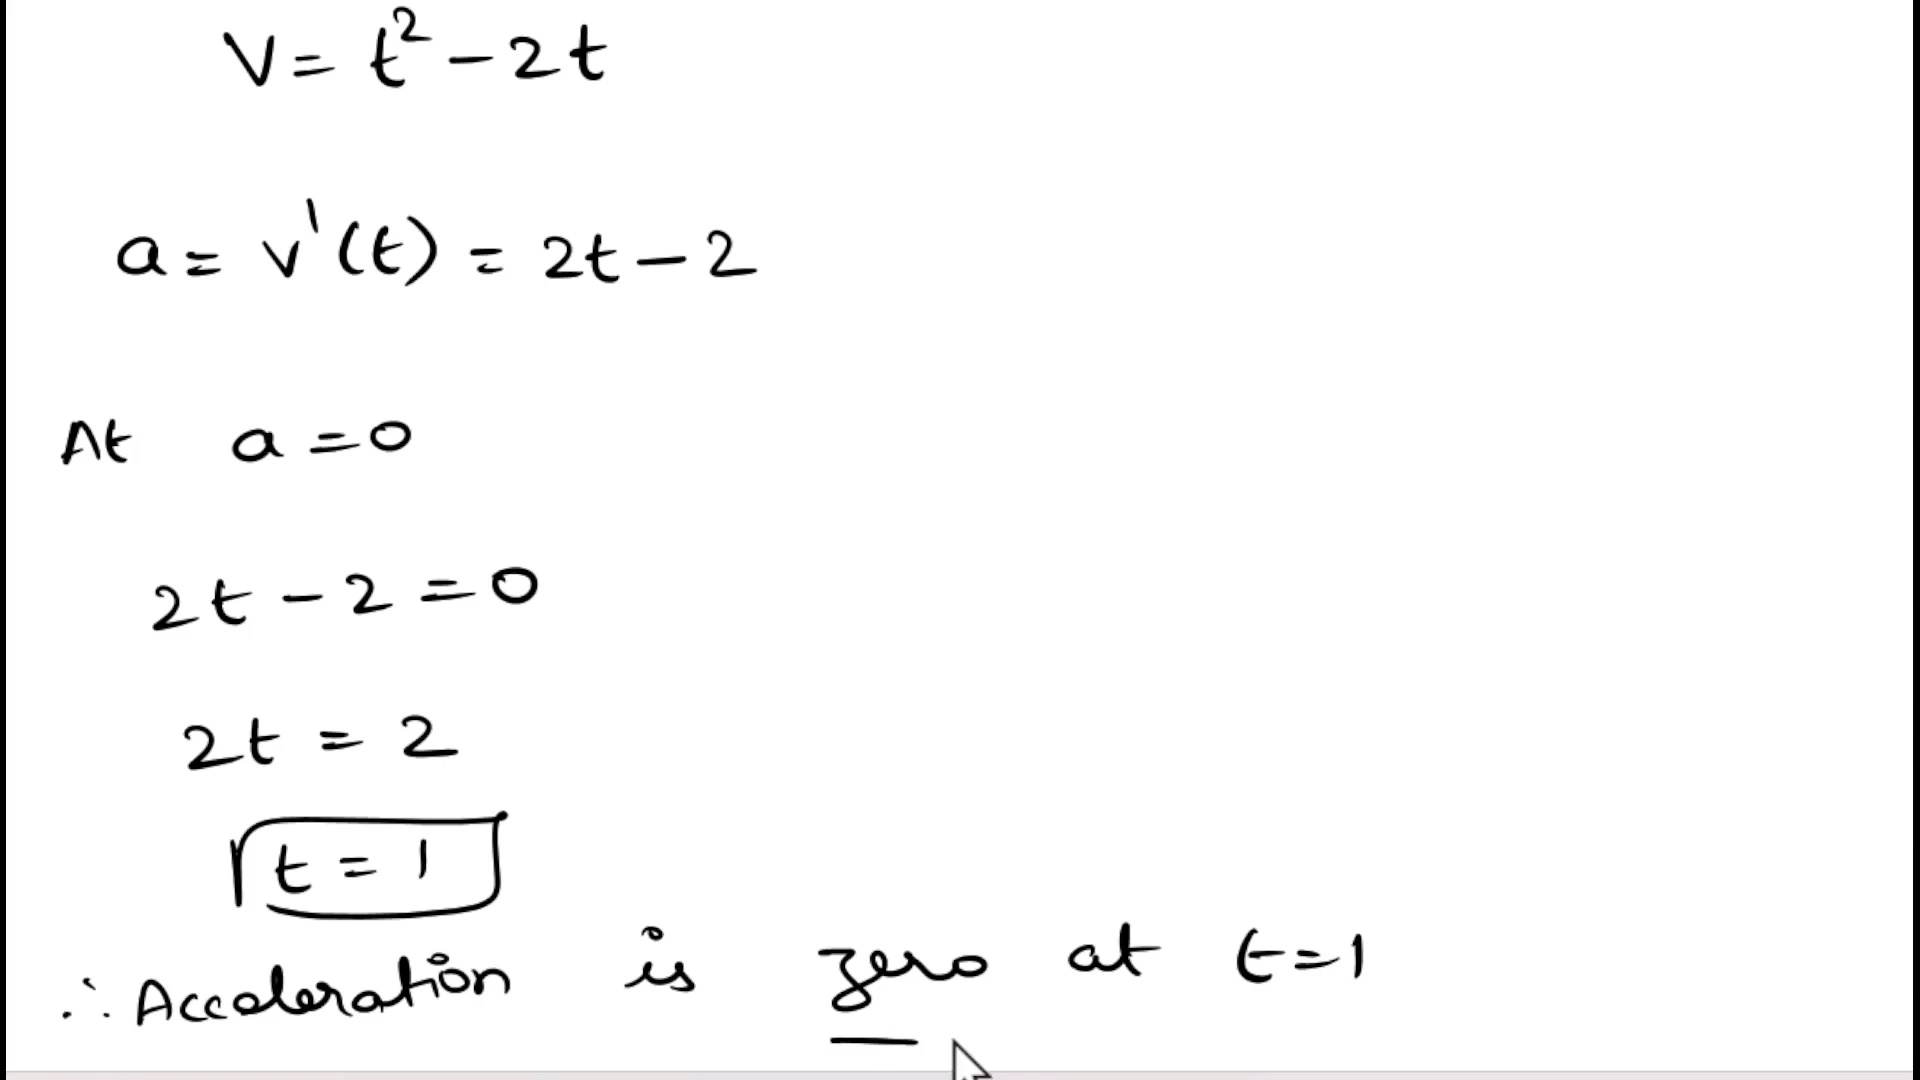 V = t² - 2t
a = v'(t) = 2t - 2
At a = 0
2t - 2 = 0
2t = 2
t = 1
∴ Acceleration is zero at t = 1